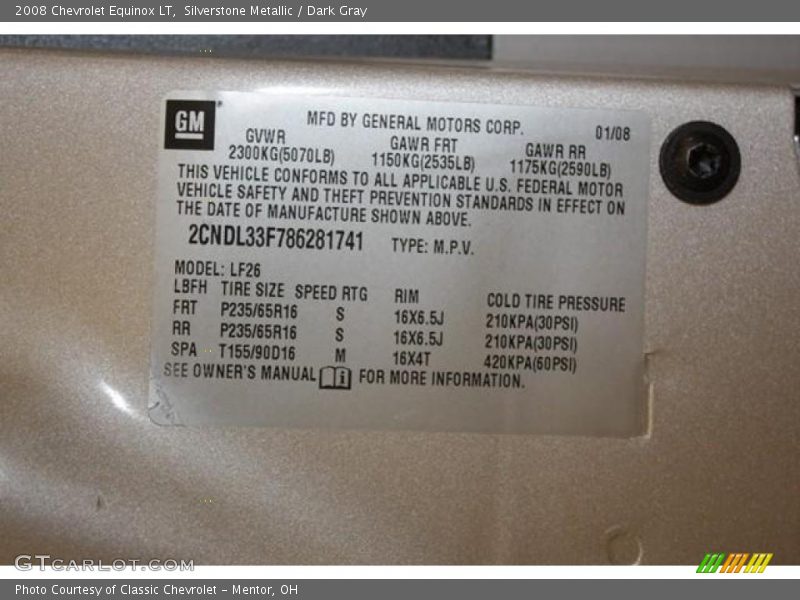 2008 Chevrolet Equinox LT, Silverstone Metallic / Dark Gray
GM
MFD BY GENERAL MOTORS CORP. 01/08
GVWR GAWR FRT GAWR RR
2300KG(5070LB) 1150KG(2535LB) 1175KG(2590LB)
THIS VEHICLE CONFORMS TO ALL APPLICABLE U.S. FEDERAL MOTOR
VEHICLE SAFETY AND THEFT PREVENTION STANDARDS IN EFFECT ON
THE DATE OF MANUFACTURE SHOWN ABOVE.
2CNDL33F786281741 TYPE: M.P.V.
MODEL: LF26
LBFH TIRE SIZE SPEED RTG RIM COLD TIRE PRESSURE
FRT P235/65R16 S 16X6.5J 210KPA(30PSI)
RR P235/65R16 S 16X6.5J 210KPA(30PSI)
SPA T155/90D16 M 16X4T 420KPA(60PSI)
SEE OWNER'S MANUAL i FOR MORE INFORMATION.
GTCARLOT.COM
Photo Courtesy of Classic Chevrolet - Mentor, OH